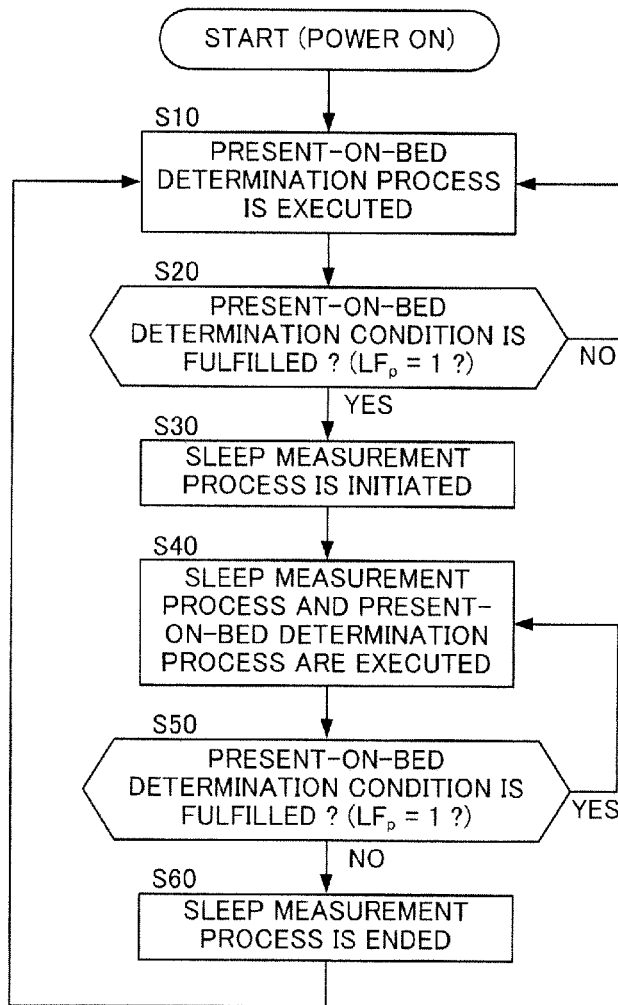 START (POWER ON)
S10
PRESENT-ON-BED
DETERMINATION PROCESS
IS EXECUTED
S20
PRESENT-ON-BED
DETERMINATION CONDITION IS
FULFILLED ? (LFp = 1 ?)
NO
YES
S30
SLEEP MEASUREMENT
PROCESS IS INITIATED
S40
SLEEP MEASUREMENT
PROCESS AND PRESENT-
ON-BED DETERMINATION
PROCESS ARE EXECUTED
S50
PRESENT-ON-BED
DETERMINATION CONDITION IS
FULFILLED ? (LFp = 1 ?)
YES
NO
S60
SLEEP MEASUREMENT
PROCESS IS ENDED